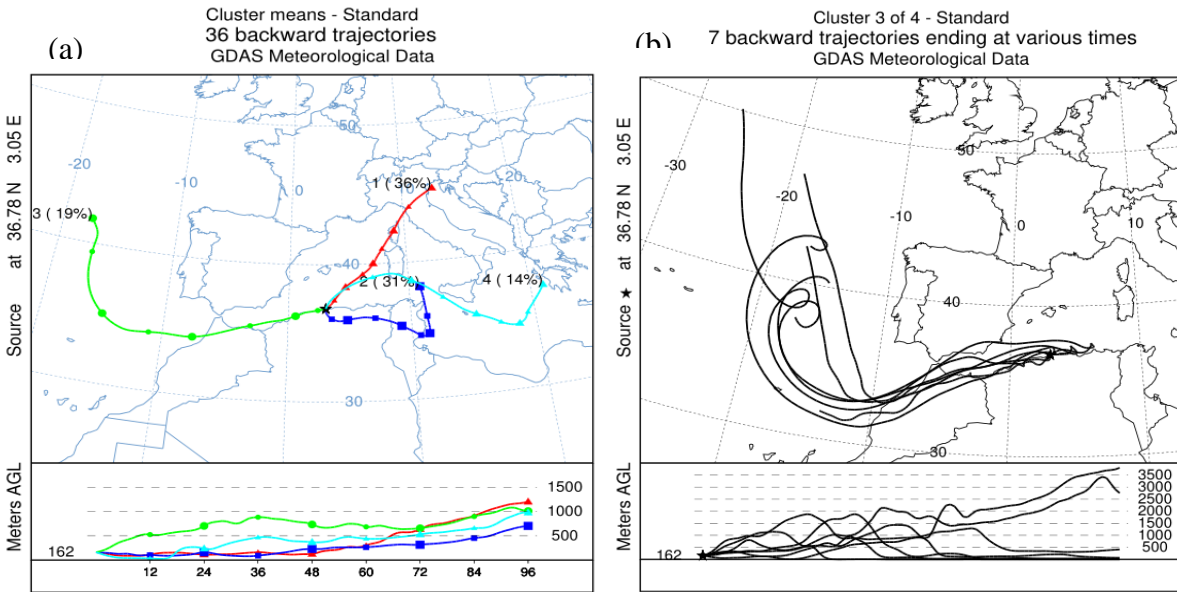 (a)
Cluster means - Standard
36 backward trajectories
GDAS Meteorological Data
Source at 36.78 N 3.05 E
-20
-10
0
50
20
1 ( 36%)
3 ( 19%)
40
2 ( 31%)
4 ( 14%)
30
Meters AGL
1500
1000
500
162
12 24 36 48 60 72 84 96
(b)
Cluster 3 of 4 - Standard
7 backward trajectories ending at various times
GDAS Meteorological Data
Source ★ at 36.78 N 3.05 E
-30
-20
-10
0
10
50
40
30
Meters AGL
3500
3000
2500
2000
1500
1000
500
162